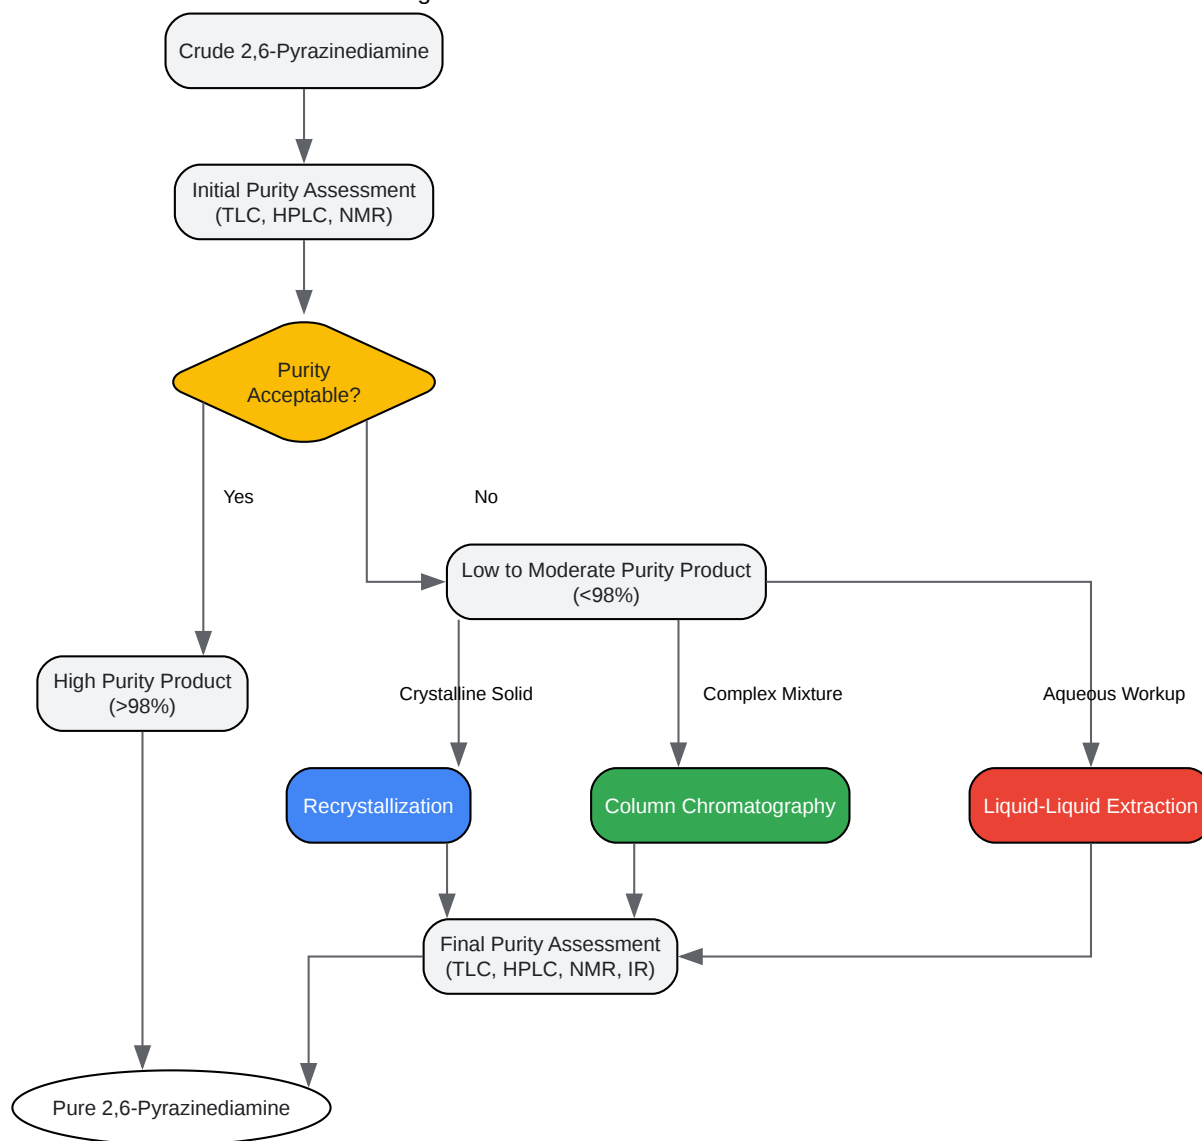 Crude 2,6-Pyrazinediamine
Initial Purity Assessment
(TLC, HPLC, NMR)
Purity
Acceptable?
Yes
No
Low to Moderate Purity Product
(<98%)
High Purity Product
(>98%)
Crystalline Solid
Complex Mixture
Aqueous Workup
Recrystallization
Column Chromatography
Liquid-Liquid Extraction
Final Purity Assessment
(TLC, HPLC, NMR, IR)
Pure 2,6-Pyrazinediamine